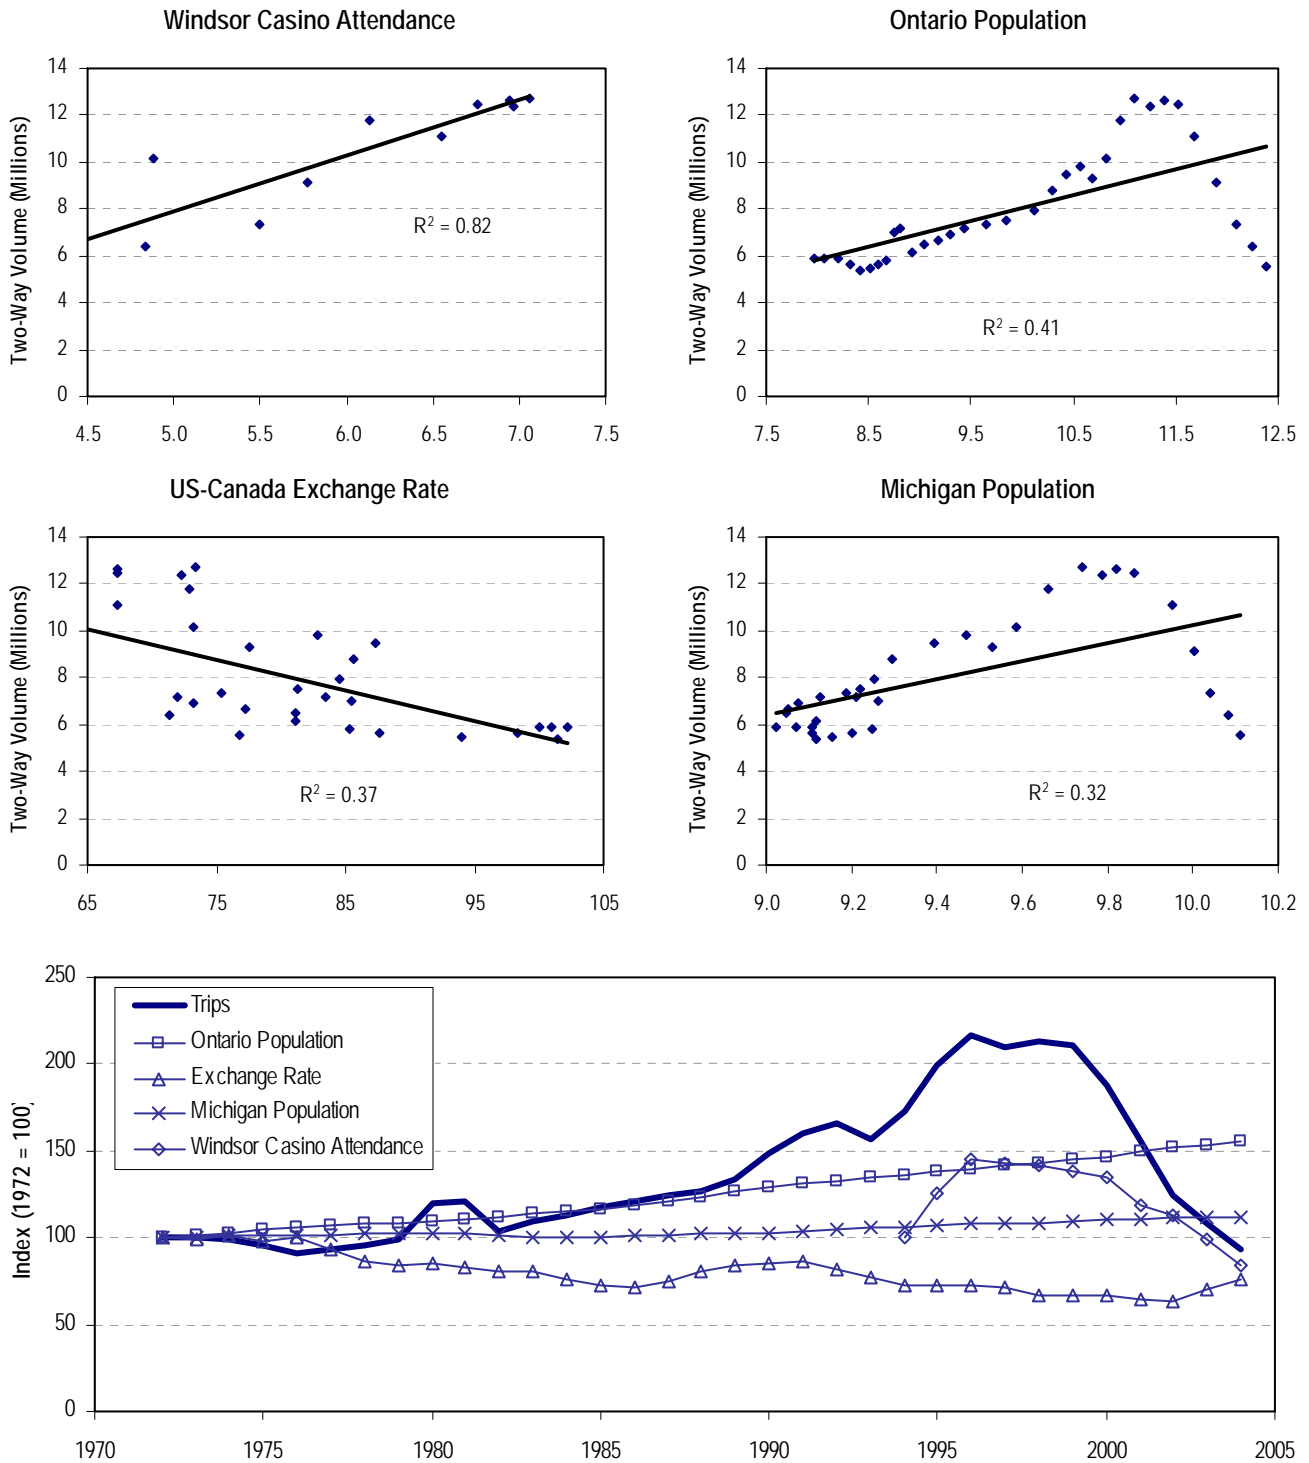 Windsor Casino Attendance
Two-Way Volume (Millions)
14
12
10
8
6
4
2
0
R² = 0.82
4.5 5.0 5.5 6.0 6.5 7.0 7.5
Ontario Population
Two-Way Volume (Millions)
14
12
10
8
6
4
2
0
R² = 0.41
7.5 8.5 9.5 10.5 11.5 12.5
US-Canada Exchange Rate
Two-Way Volume (Millions)
14
12
10
8
6
4
2
0
R² = 0.37
65 75 85 95 105
Michigan Population
Two-Way Volume (Millions)
14
12
10
8
6
4
2
0
R² = 0.32
9.0 9.2 9.4 9.6 9.8 10.0 10.2
Index (1972 = 100)
250
200
150
100
50
0
Trips
Ontario Population
Exchange Rate
Michigan Population
Windsor Casino Attendance
1970 1975 1980 1985 1990 1995 2000 2005